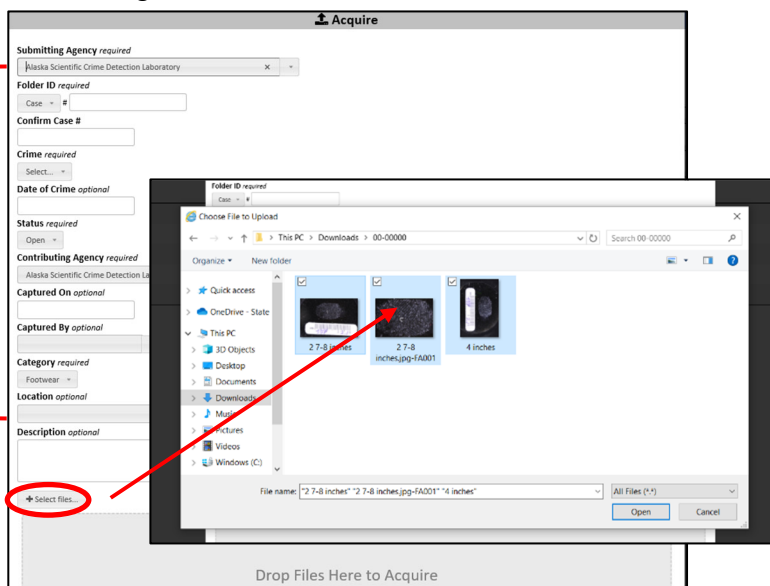 Acquire
Submitting Agency required
Alaska Scientific Crime Detection Laboratory ×
Folder ID required
Case #
Confirm Case #
Crime required
Select...
Date of Crime optional
Status required
Open
Contributing Agency required
Alaska Scientific Crime Detection La
Captured On optional
Captured By optional
Category required
Footwear
Location optional
Description optional
+ Select files...
Drop Files Here to Acquire
Folder ID required
Case #
Choose File to Upload
This PC > Downloads > 00-00000
Search 00-00000
Organize New folder
Quick access
OneDrive - State
This PC
3D Objects
Desktop
Documents
Downloads
Music
Pictures
Videos
Windows (C:)
2 7-8 inches
2 7-8
inches.jpg-FA001
4 inches
File name: "2 7-8 inches" "2 7-8 inches.jpg-FA001" "4 inches"
All Files (*.*)
Open Cancel